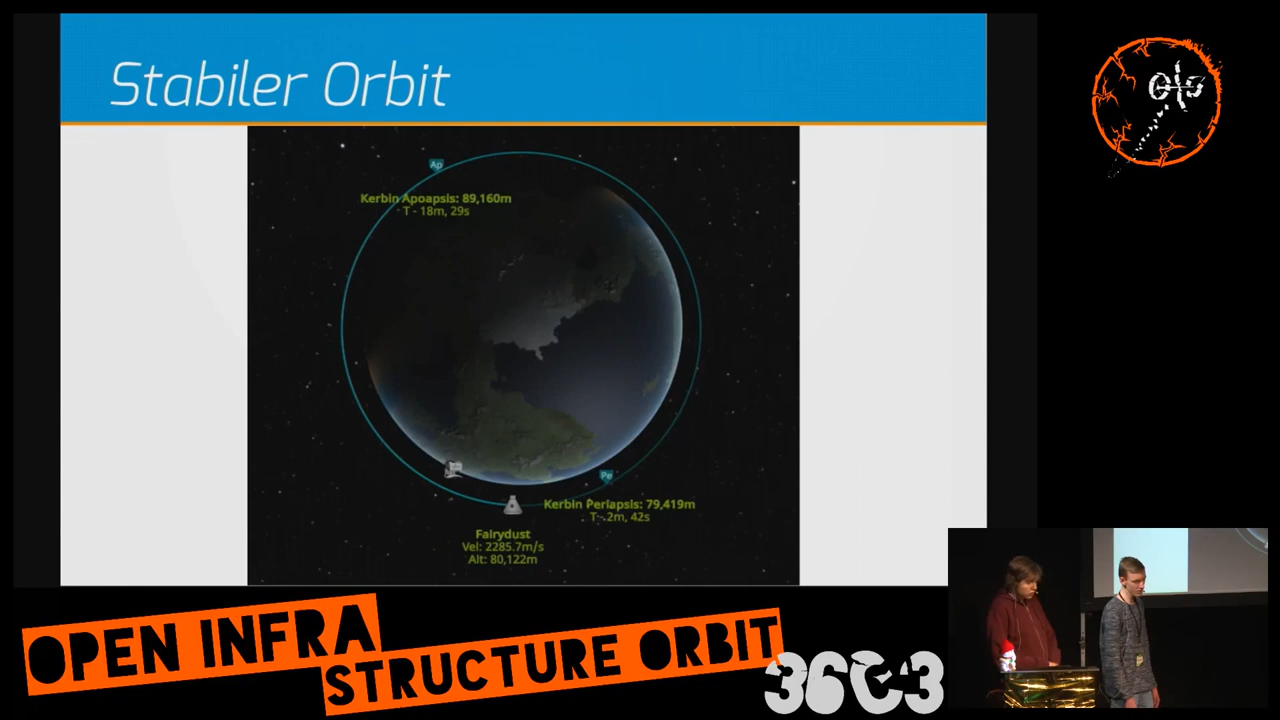 Stabiler Orbit
Ap
Kerbin Apoapsis: 89,160m
T - 18m, 29s
Pe
Kerbin Periapsis: 79,419m
T - 2m, 42s
Fairydust
Vel: 2285.7m/s
Alt: 80,122m
OIO
OPEN INFRA
STRUCTURE ORBIT
36C3